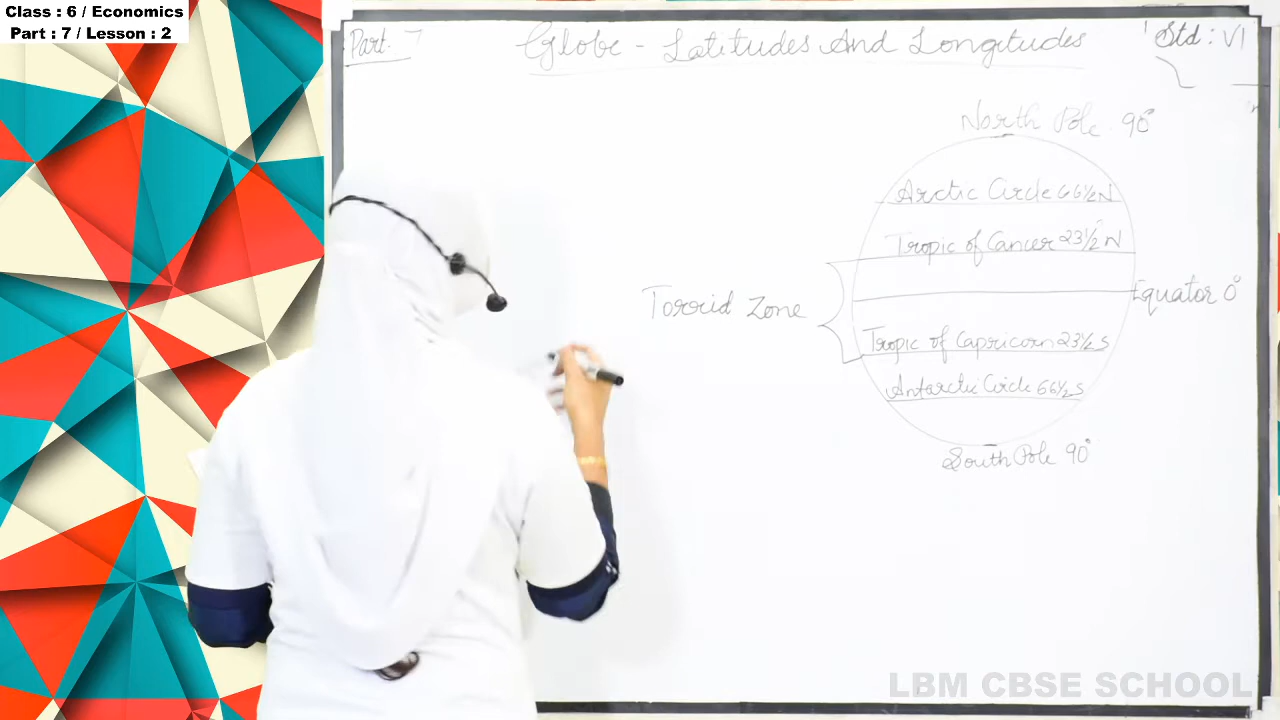 Class : 6 / Economics
Part : 7 / Lesson : 2
Part. 7
Globe - Latitudes And Longitudes
Std : VI
North Pole. 90°
Arctic Circle 66½N
Tropic of Cancer 23½°N
Torrid Zone
Equator 0°
Tropic of Capricorn 23½S
Antarctic Circle 66½S
South Pole 90°
LBM CBSE SCHOOL